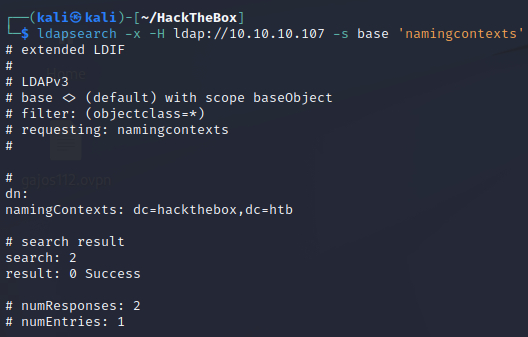 ┌──(kali㉿kali)-[~/HackTheBox]
└─$ ldapsearch -x -H ldap://10.10.10.107 -s base 'namingcontexts'
# extended LDIF
#
# LDAPv3
# base <> (default) with scope baseObject
# filter: (objectclass=*)
# requesting: namingcontexts
#
#
dn:
namingContexts: dc=hackthebox,dc=htb
# search result
search: 2
result: 0 Success
# numResponses: 2
# numEntries: 1